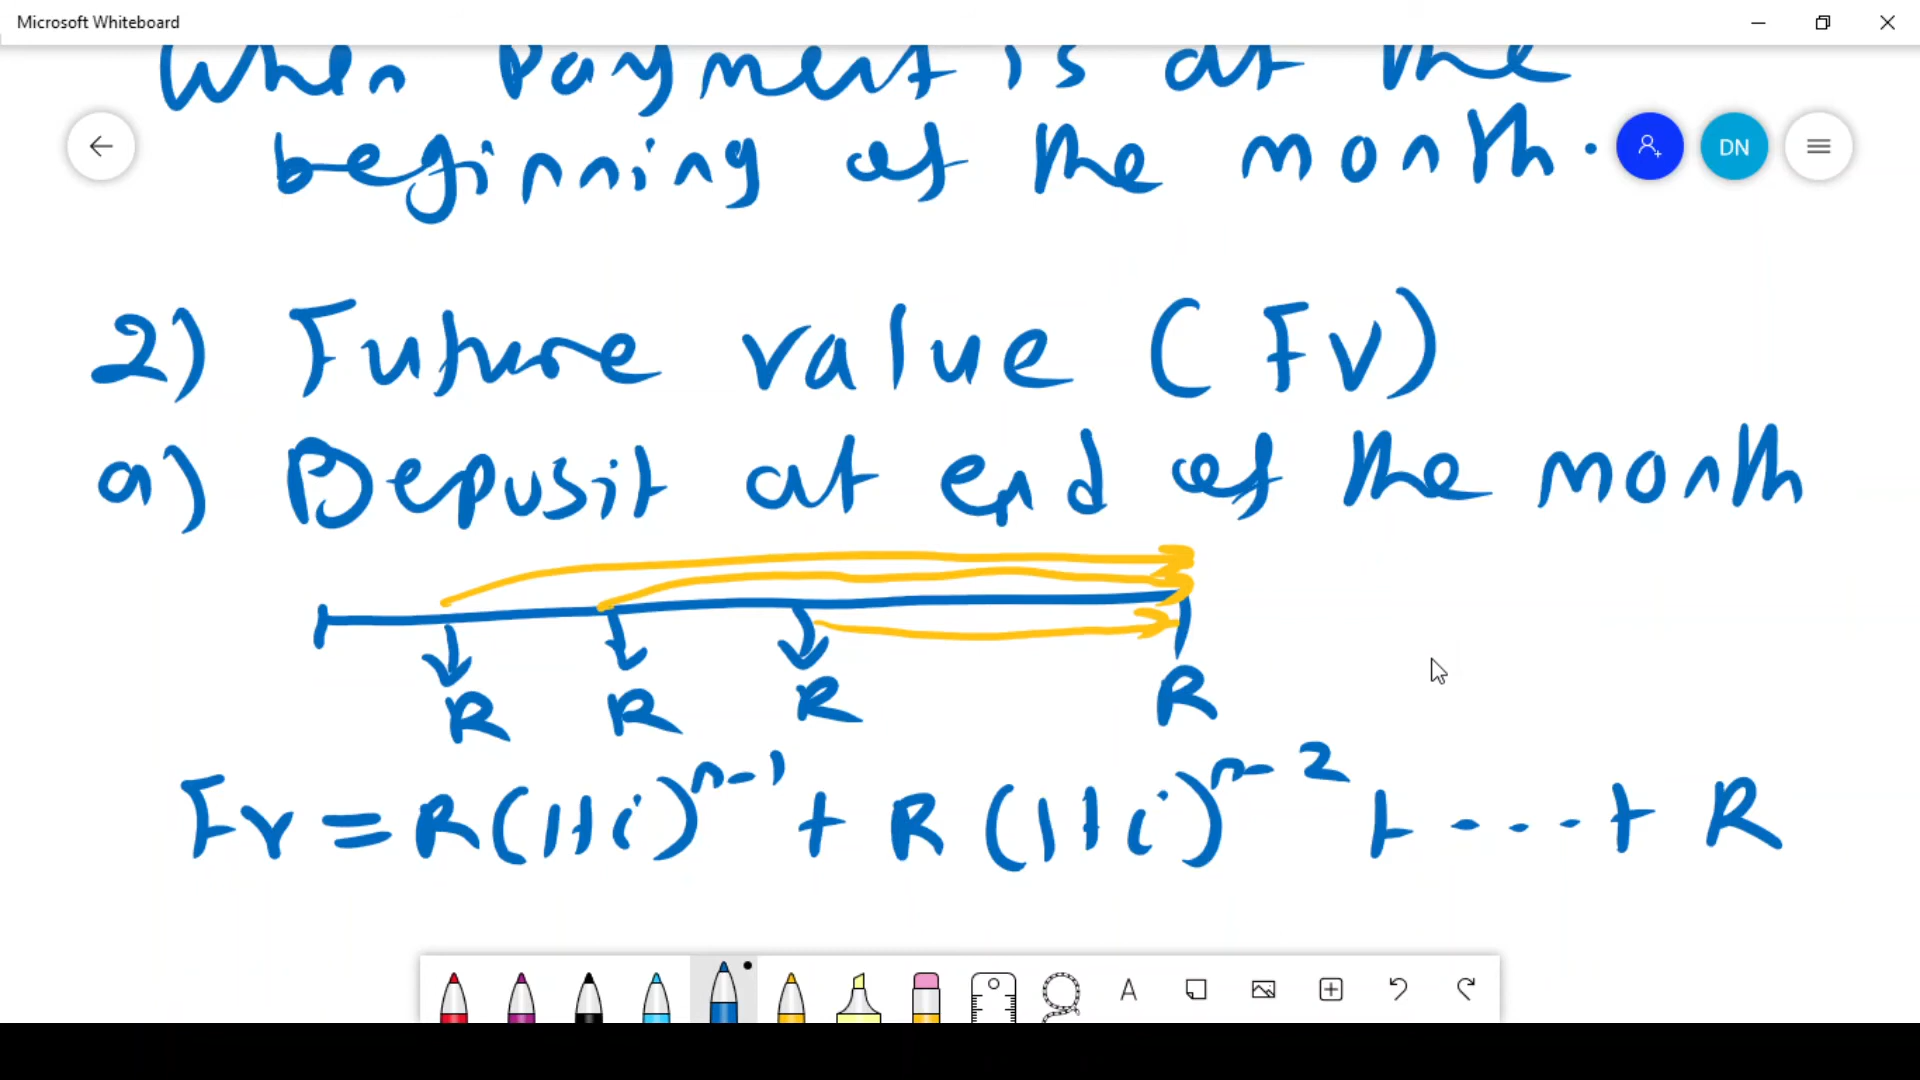 Microsoft Whiteboard
When payment is at the
beginning of the month.
DN
2) Future value (FV)
a) Deposit at end of the month
R R R R
Fv = R(1+i)^n-1 + R(1+i)^n-2 + ... + R
A